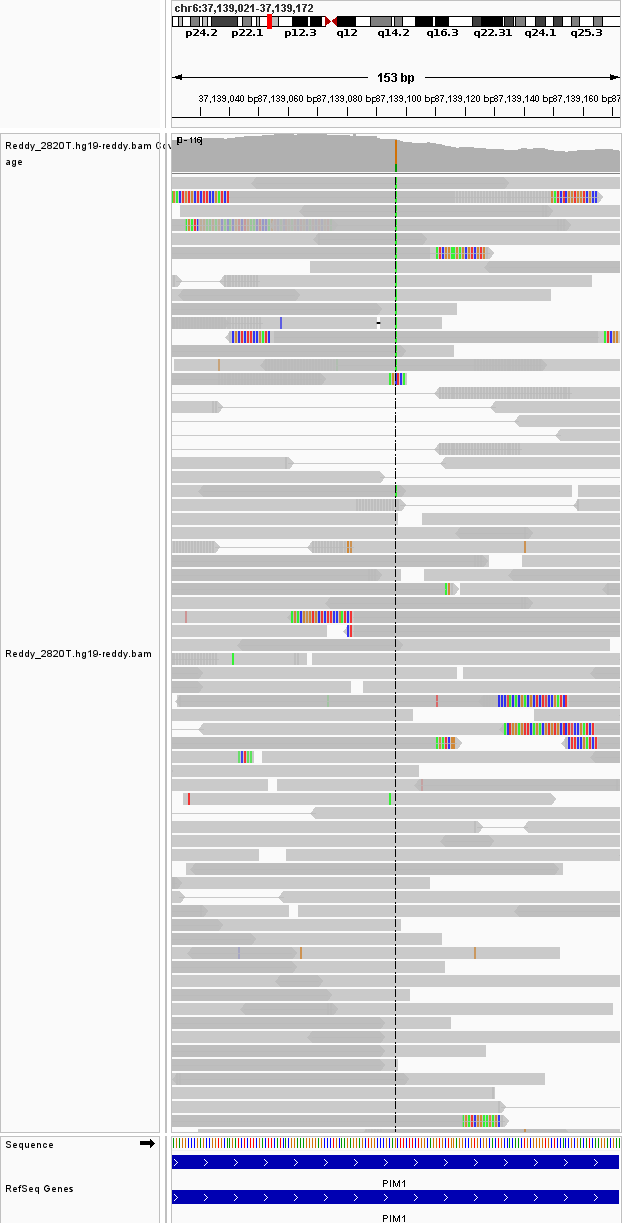 chr6:37,139,021-37,139,172
p24.2 p22.1 p12.3 q12 q14.2 q16.3 q22.31 q24.1 q25.3
153 bp
37,139,040 bp 37,139,060 bp 37,139,080 bp 37,139,100 bp 37,139,120 bp 37,139,140 bp 37,139,160 bp
Reddy_2820T.hg19-reddy.bam Cov
age
[0 - 116]
Reddy_2820T.hg19-reddy.bam
Sequence
PIM1
RefSeq Genes
PIM1